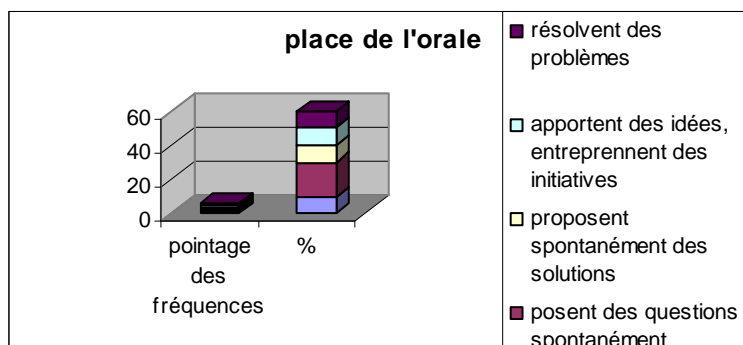 place de l'orale
60
40
20
0
pointage
des
fréquences
%
résolvent des
problèmes
apportent des idées,
entreprennent des
initiatives
proposent
spontanément des
solutions
posent des questions
spontanément